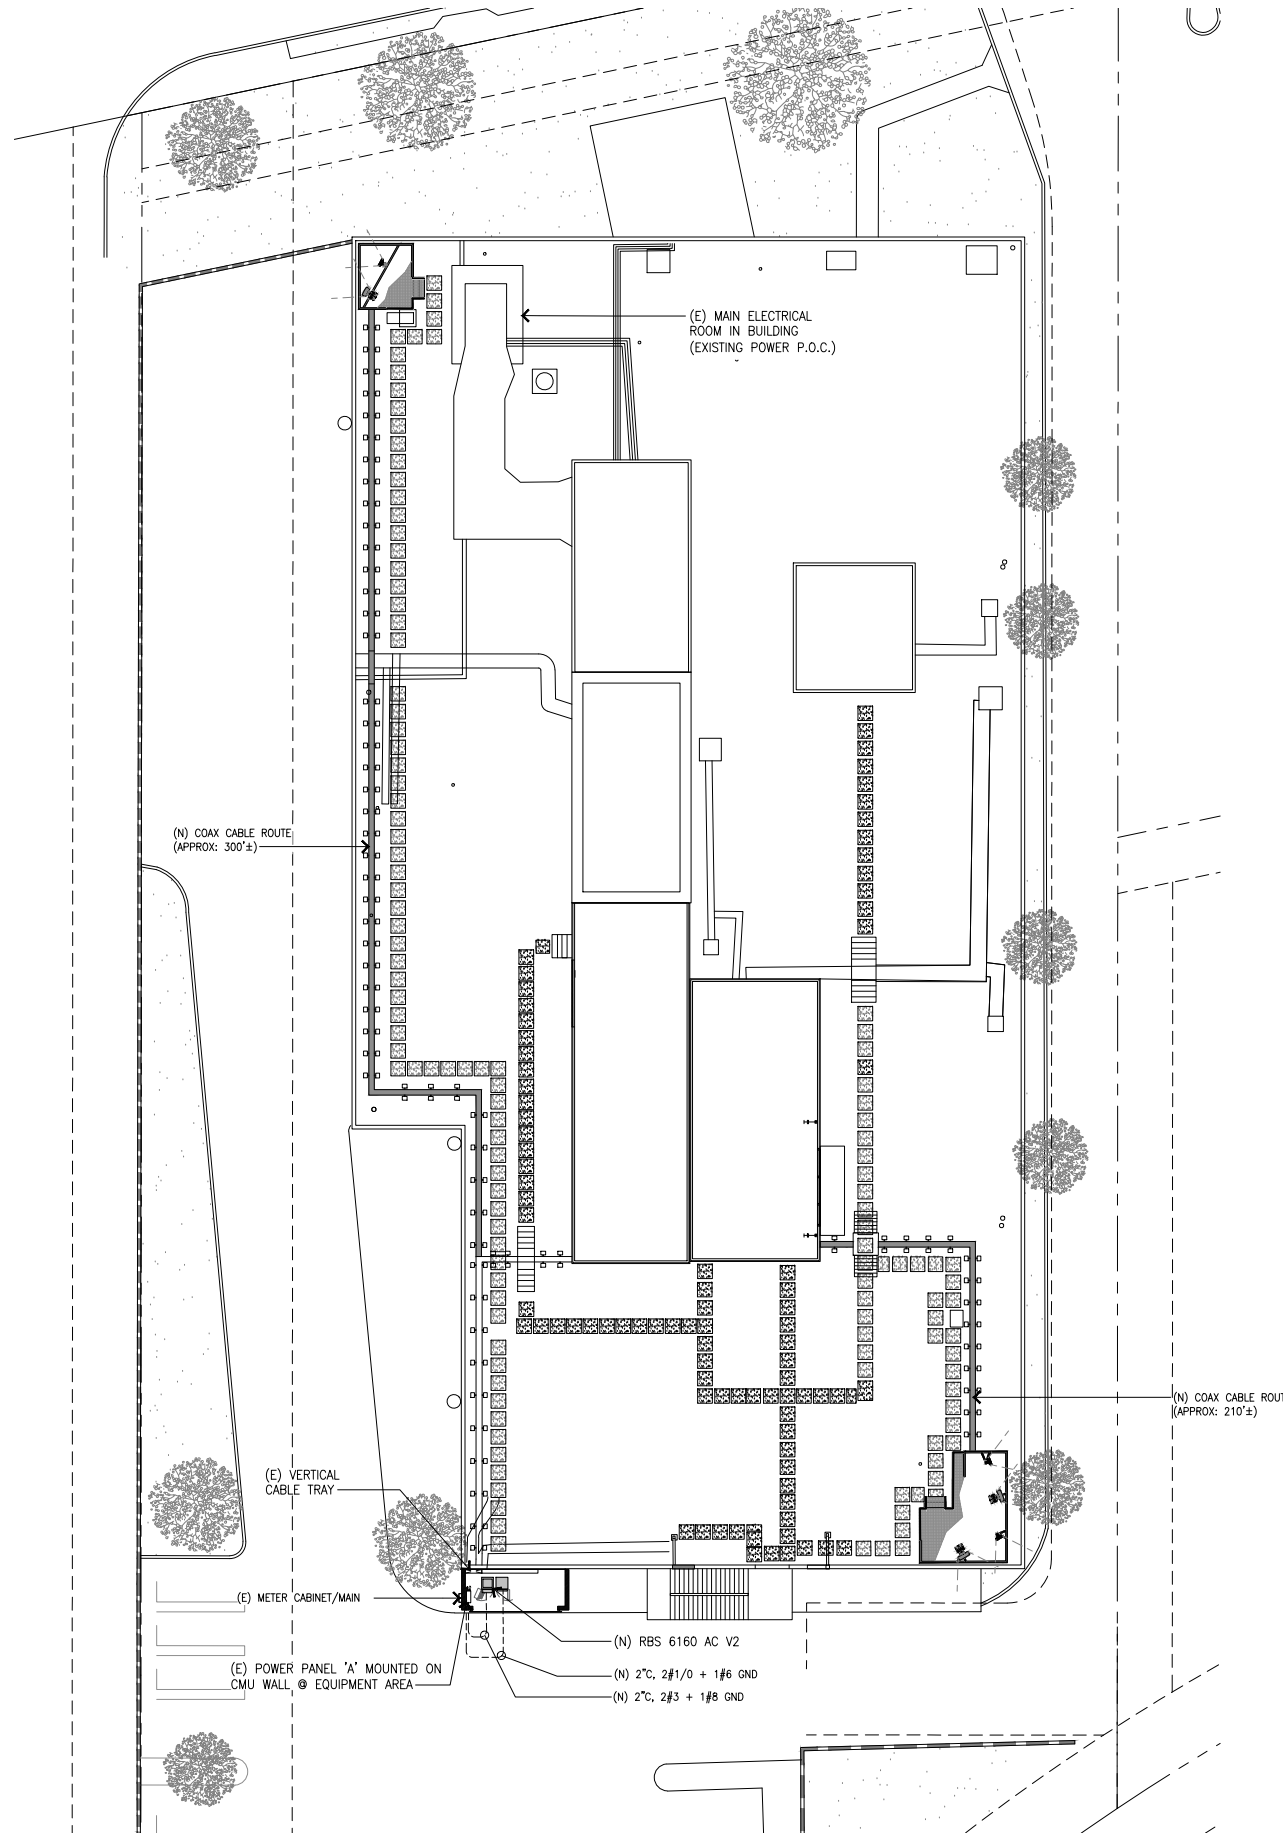 (E) MAIN ELECTRICAL
ROOM IN BUILDING
(EXISTING POWER P.O.C.)
(N) COAX CABLE ROUTE
(APPROX: 300'±)
(N) COAX CABLE ROUT
(APPROX: 210'±)
(E) VERTICAL
CABLE TRAY
(E) METER CABINET/MAIN
(N) RBS 6160 AC V2
(E) POWER PANEL 'A' MOUNTED ON
CMU WALL @ EQUIPMENT AREA
(N) 2"C, 2#1/0 + 1#6 GND
(N) 2"C, 2#3 + 1#8 GND